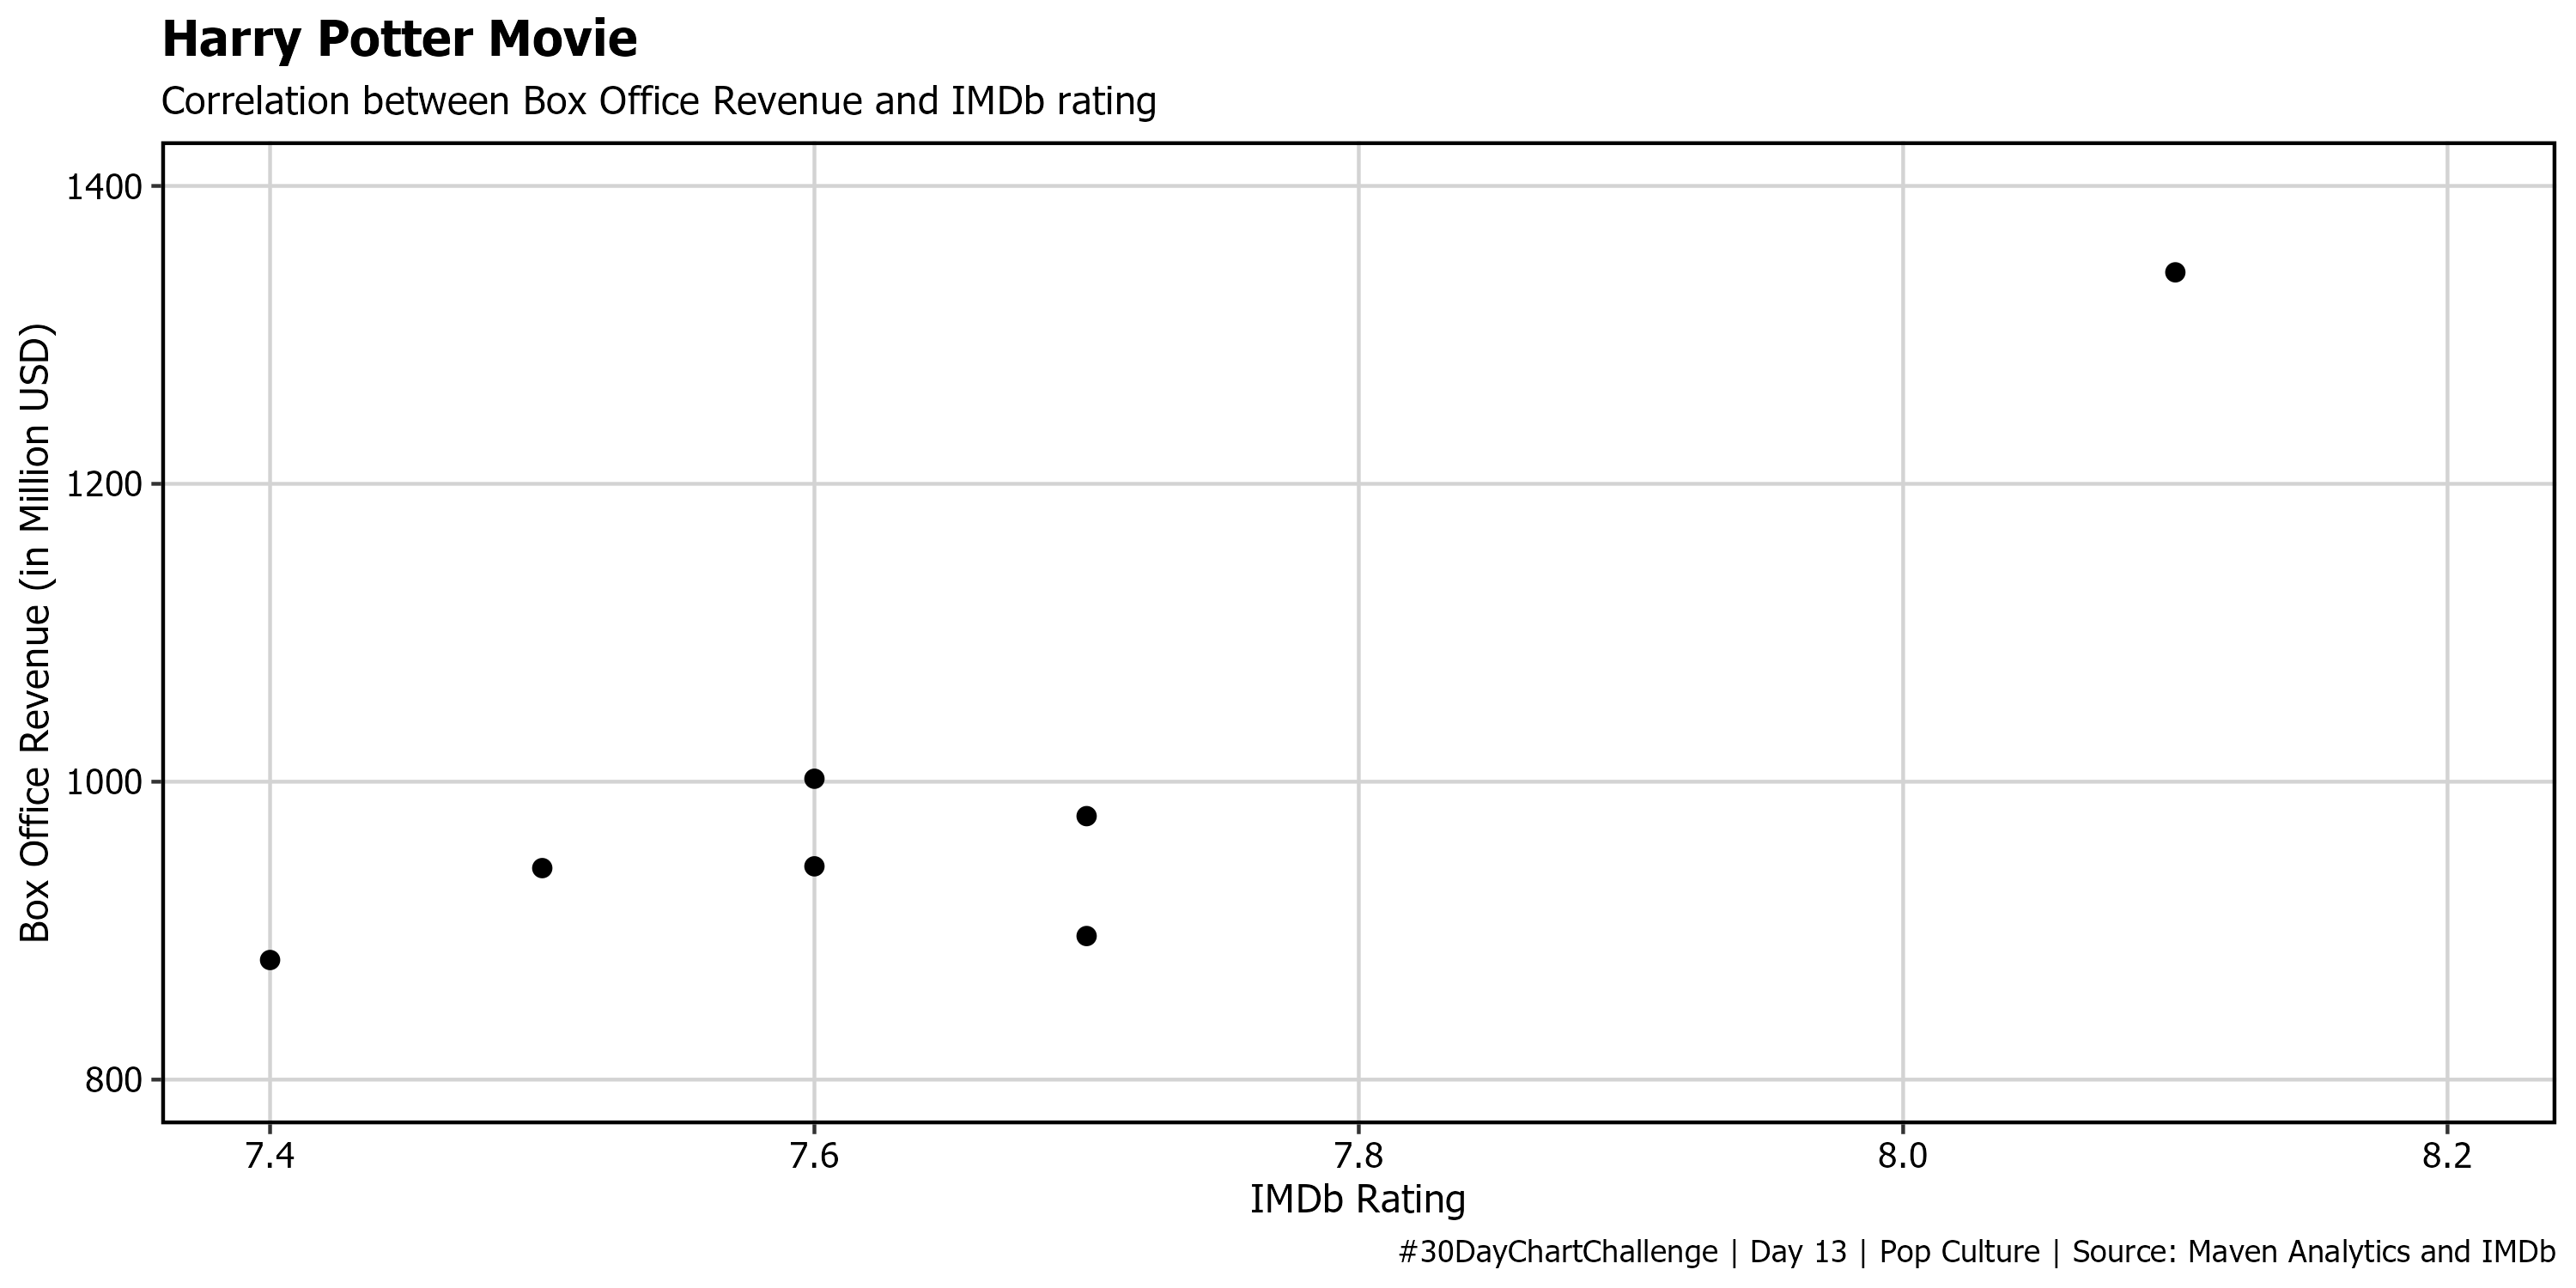 Harry Potter Movie
Correlation between Box Office Revenue and IMDb rating
Box Office Revenue (in Million USD)
1400
1200
1000
800
7.4 7.6 7.8 8.0 8.2
IMDb Rating
#30DayChartChallenge | Day 13 | Pop Culture | Source: Maven Analytics and IMDb